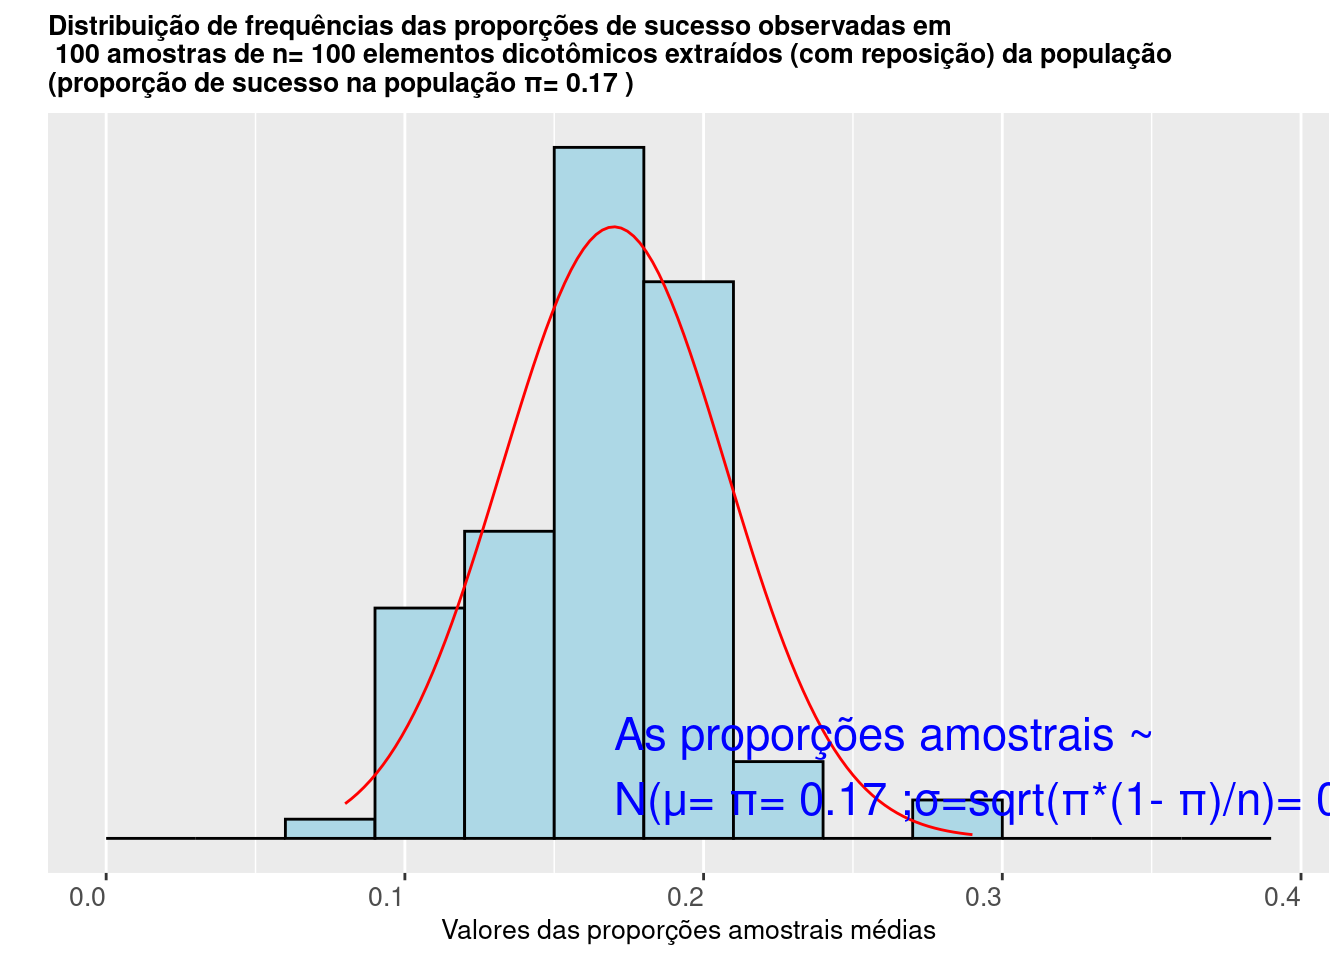 Distribuição de frequências das proporções de sucesso observadas em
100 amostras de n= 100 elementos dicotômicos extraídos (com reposição) da população
(proporção de sucesso na população π= 0.17 )
As proporções amostrais ~
N(μ= π= 0.17 ;σ=sqrt(π*(1- π)/n)= 0
0.0 0.1 0.2 0.3 0.4
Valores das proporções amostrais médias